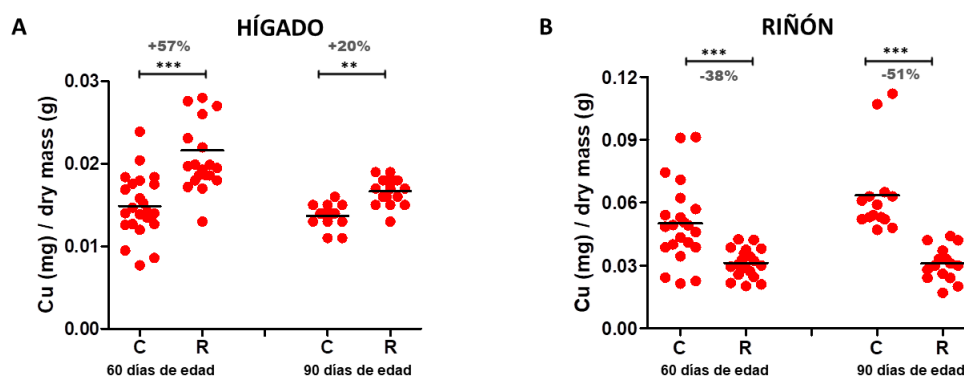 A
HÍGADO
+57%
***
+20%
**
Cu (mg) / dry mass (g)
0.03
0.02
0.01
0.00
C
R
C
R
60 días de edad
90 días de edad
B
RIÑÓN
***
-38%
***
-51%
Cu (mg) / dry mass (g)
0.12
0.09
0.06
0.03
0.00
C
R
C
R
60 días de edad
90 días de edad